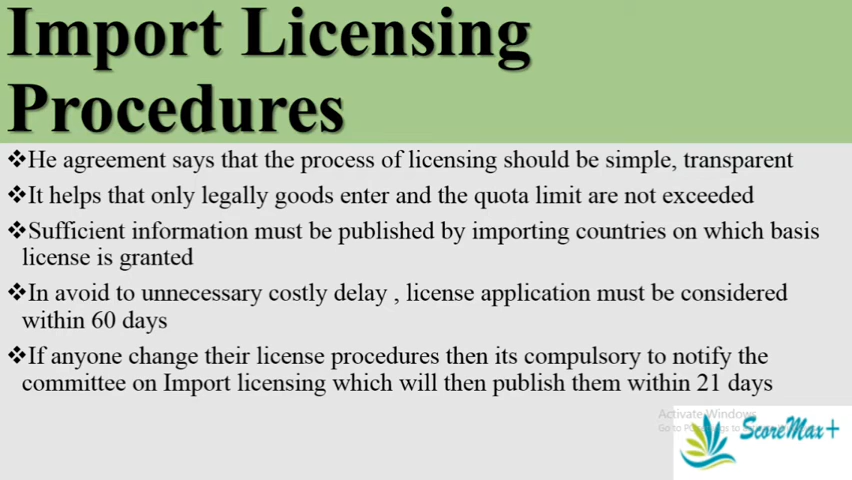 Import Licensing
Procedures
❖He agreement says that the process of licensing should be simple, transparent
❖It helps that only legally goods enter and the quota limit are not exceeded
❖Sufficient information must be published by importing countries on which basis
license is granted
❖In avoid to unnecessary costly delay , license application must be considered
within 60 days
❖If anyone change their license procedures then its compulsory to notify the
committee on Import licensing which will then publish them within 21 days
Activate Windows
Go to
ScoreMax+